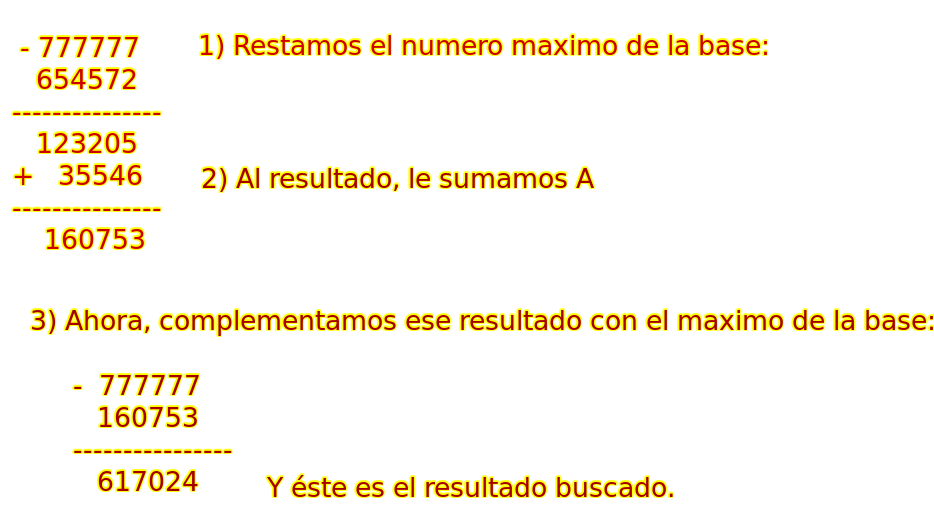 - 777777 1) Restamos el numero maximo de la base:
654572
---------------
123205
+ 35546 2) Al resultado, le sumamos A
---------------
160753
3) Ahora, complementamos ese resultado con el maximo de la base:
- 777777
160753
----------------
617024 Y éste es el resultado buscado.